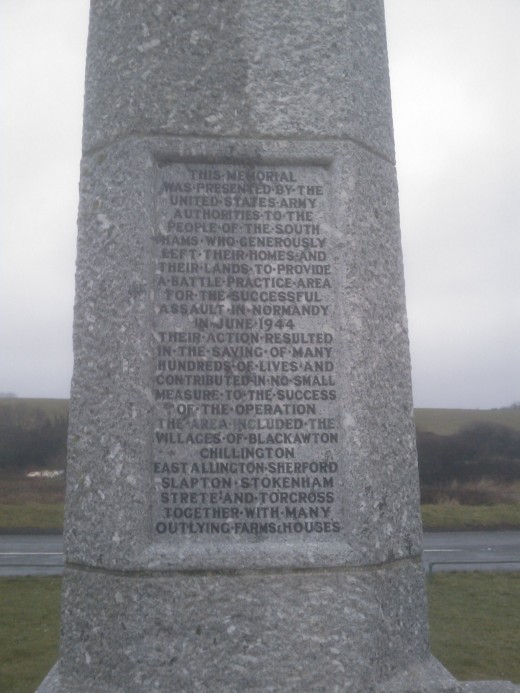 THIS·MEMORIAL
WAS·PRESENTED·BY·THE
UNITED·STATES·ARMY
AUTHORITIES·TO·THE
PEOPLE·OF·THE·SOUTH
HAMS·WHO·GENEROUSLY
LEFT·THEIR·HOMES·AND
THEIR·LANDS·TO·PROVIDE
A·BATTLE·PRACTICE·AREA
FOR·THE·SUCCESSFUL
ASSAULT·IN·NORMANDY
IN·JUNE·1944
THEIR·ACTION·RESULTED
IN·THE·SAVING·OF·MANY
HUNDREDS·OF·LIVES·AND
CONTRIBUTED·IN·NO·SMALL
MEASURE·TO·THE·SUCCESS
OF·THE·OPERATION
THE·AREA·INCLUDED·THE
VILLAGES·OF·BLACKAWTON
CHILLINGTON
EAST·ALLINGTON·SHERFORD
SLAPTON·STOKENHAM
STRETE·AND·TORCROSS
TOGETHER·WITH·MANY
OUTLYING·FARMS·&·HOUSES